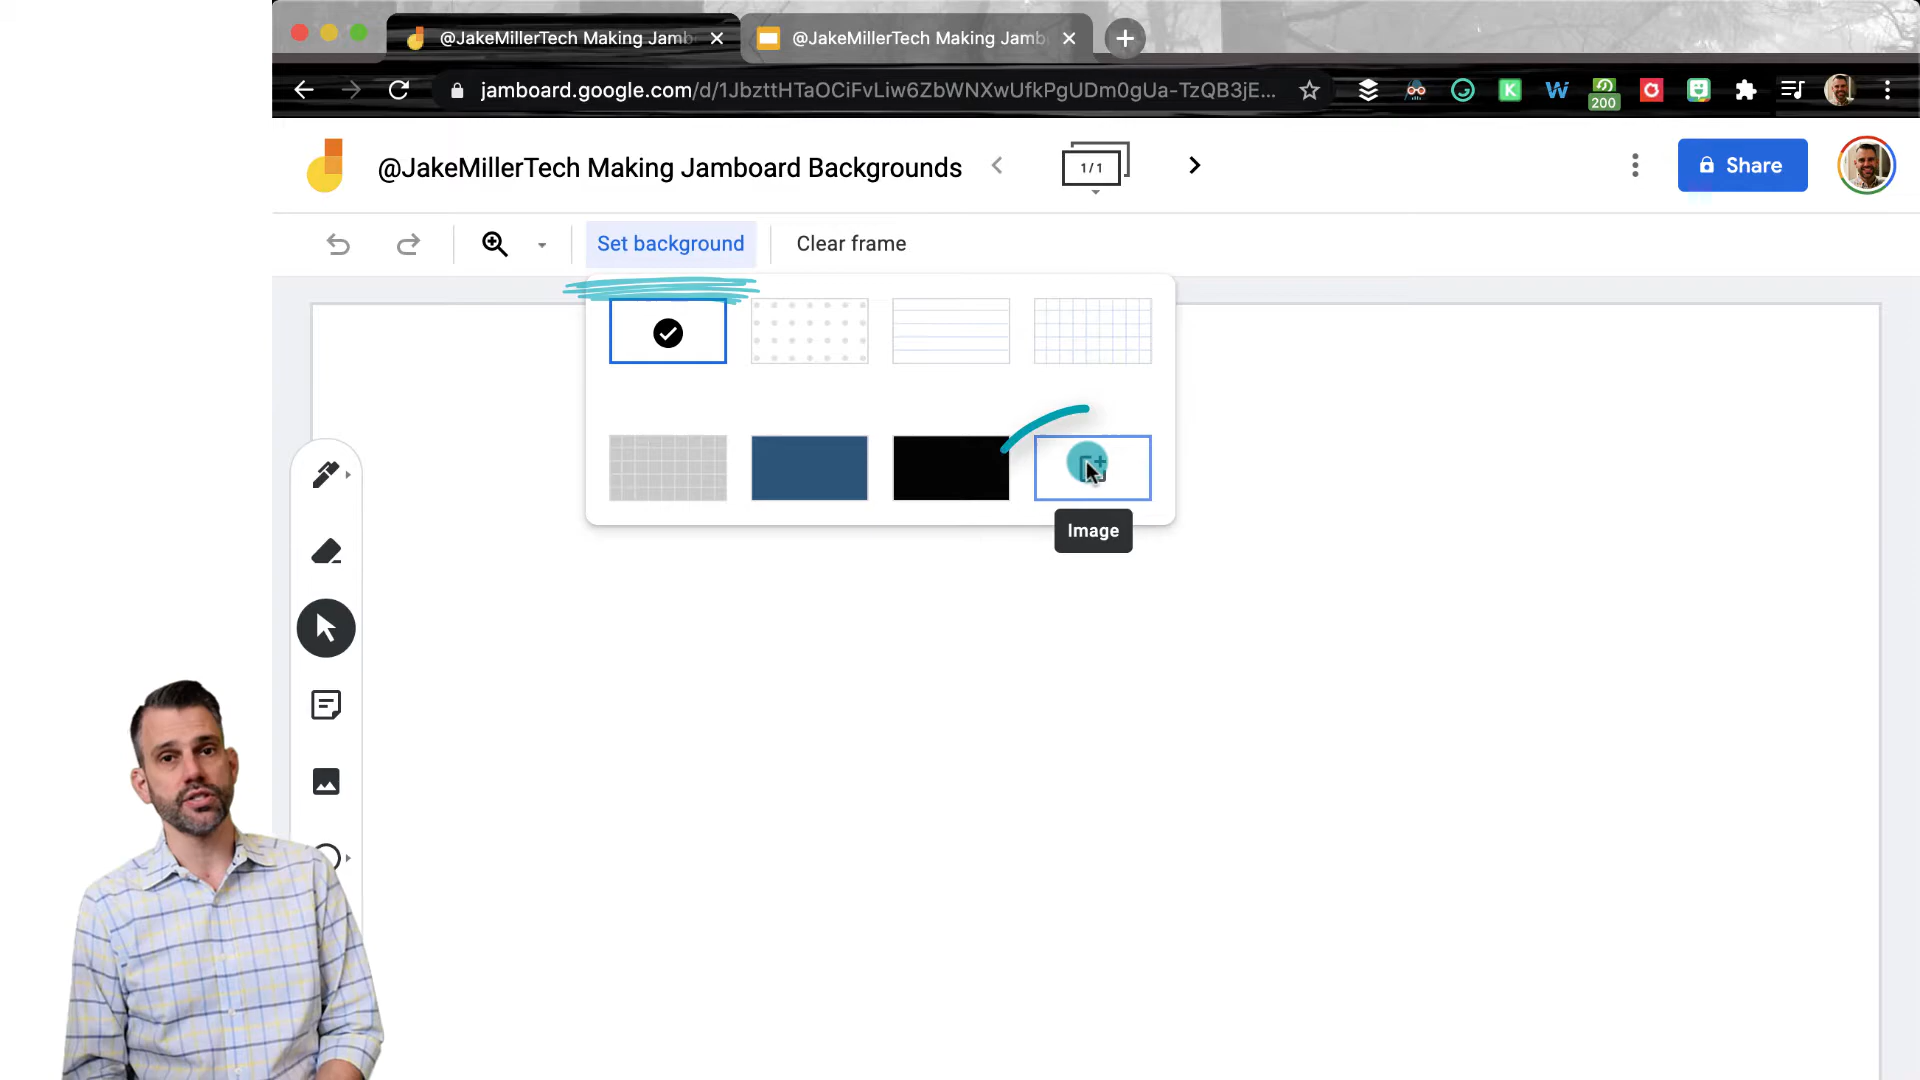 @JakeMillerTech Making Jamb
@JakeMillerTech Making Jamb
jamboard.google.com/d/1JbzttHTaOCiFvLiw6ZbWNXwUfkPgUDm0gUa-TzQB3jE...
K
W
200
@JakeMillerTech Making Jamboard Backgrounds
1/1
Share
Set background
Clear frame
Image